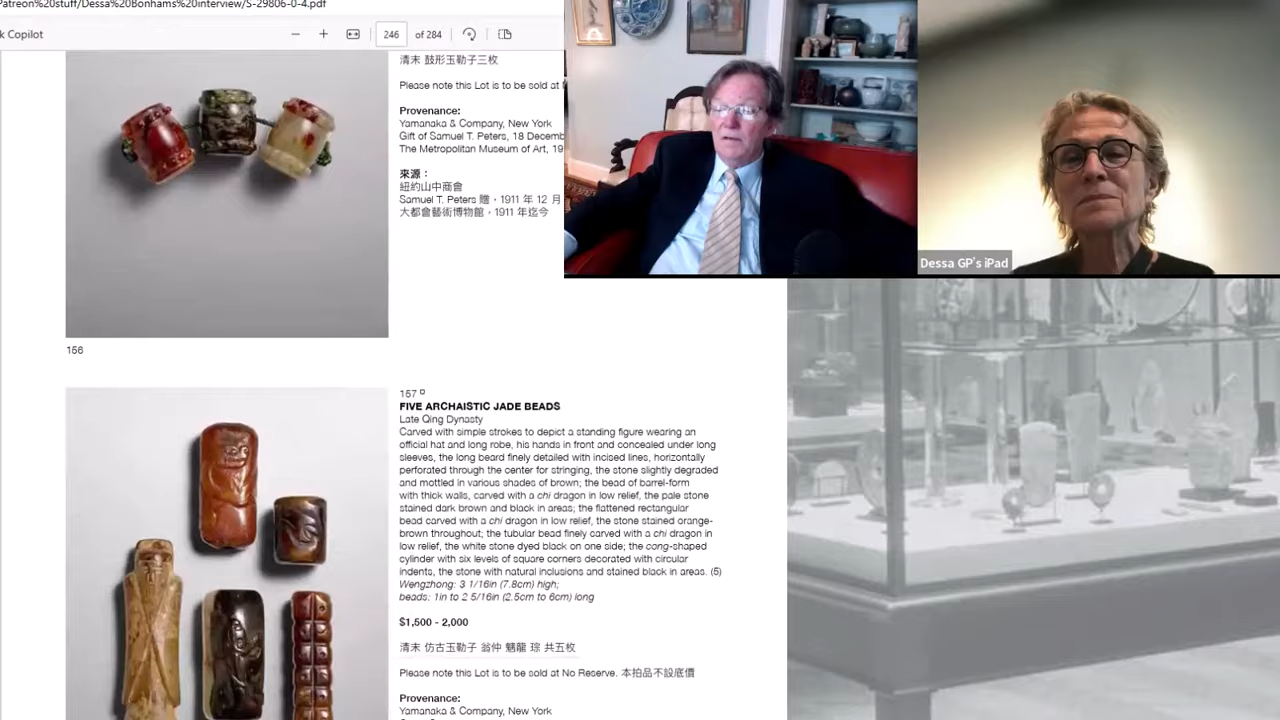 Patreon%20stuff/Dessa%20Bonhams%20interview/S-29806-0-4.pdf
k Copilot
246 of 284
清末 鼓形玉勒子三枚
Please note this Lot is to be sold at
Provenance:
Yamanaka & Company, New York
Gift of Samuel T. Peters, 18 Decemb
The Metropolitan Museum of Art, 19
來源：
紐約山中商會
Samuel T. Peters 贈，1911 年 12 月
大都會藝術博物館，1911 年迄今
156
Dessa GP's iPad
157 □
FIVE ARCHAISTIC JADE BEADS
Late Qing Dynasty
Carved with simple strokes to depict a standing figure wearing an
official hat and long robe, his hands in front and concealed under long
sleeves, the long beard finely detailed with incised lines, horizontally
perforated through the center for stringing, the stone slightly degraded
and mottled in various shades of brown; the bead of barrel-form
with thick walls, carved with a chi dragon in low relief, the pale stone
stained dark brown and black in areas; the flattened rectangular
bead carved with a chi dragon in low relief, the stone stained orange-
brown throughout; the tubular bead finely carved with a chi dragon in
low relief, the white stone dyed black on one side; the cong-shaped
cylinder with six levels of square corners decorated with circular
indents, the stone with natural inclusions and stained black in areas. (5)
Wengzhong: 3 1/16in (7.8cm) high;
beads: 1in to 2 5/16in (2.5cm to 6cm) long
$1,500 - 2,000
清末 仿古玉勒子 翁仲 螭龍 琮 共五枚
Please note this Lot is to be sold at No Reserve. 本拍品不設底價
Provenance:
Yamanaka & Company, New York